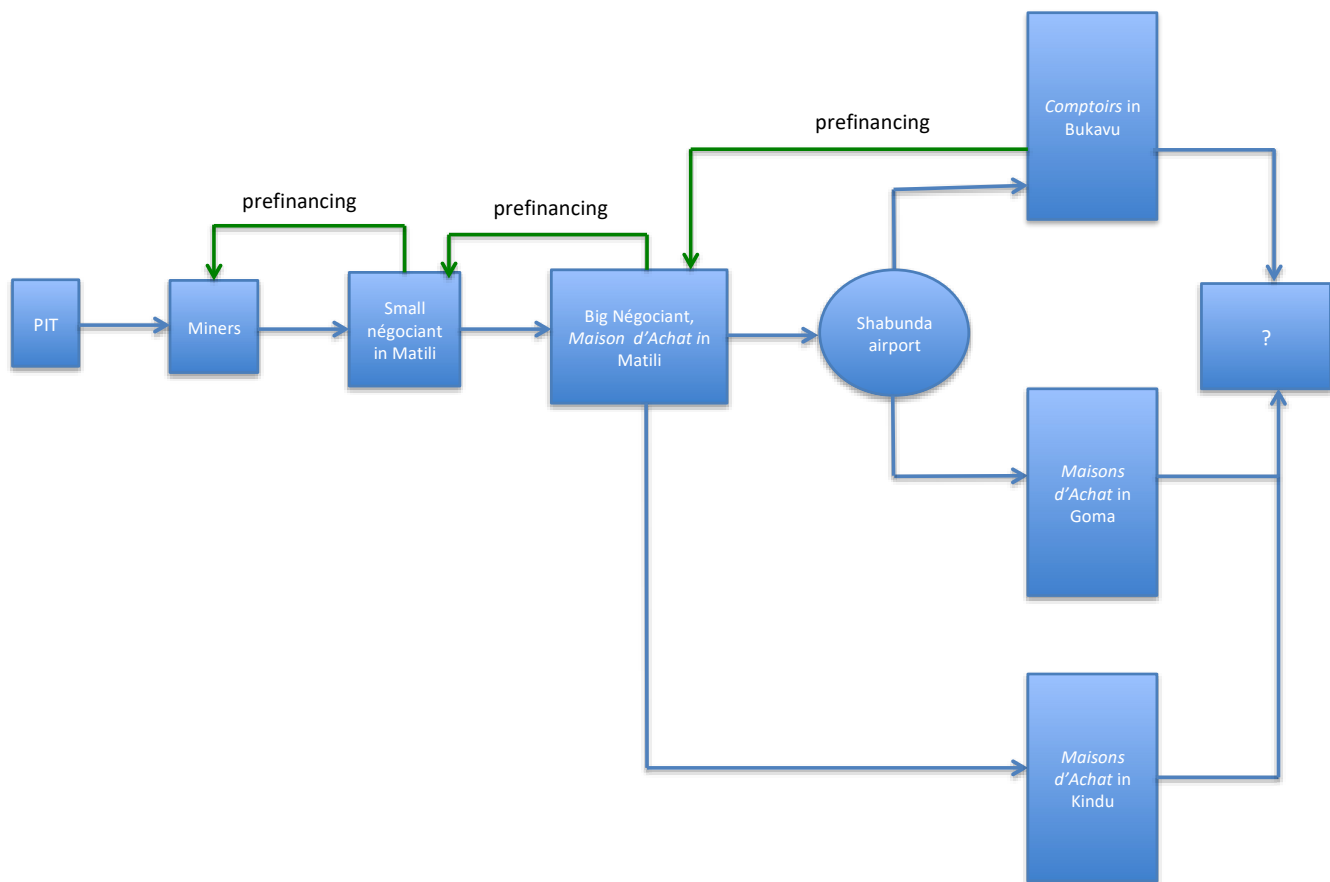 Comptoirs in
Bukavu
prefinancing
prefinancing
prefinancing
PIT
Miners
Small
négociant
in Matili
Big Négociant,
Maison d'Achat in
Matili
Shabunda
airport
?
Maisons
d'Achat in
Goma
Maisons
d'Achat in
Kindu